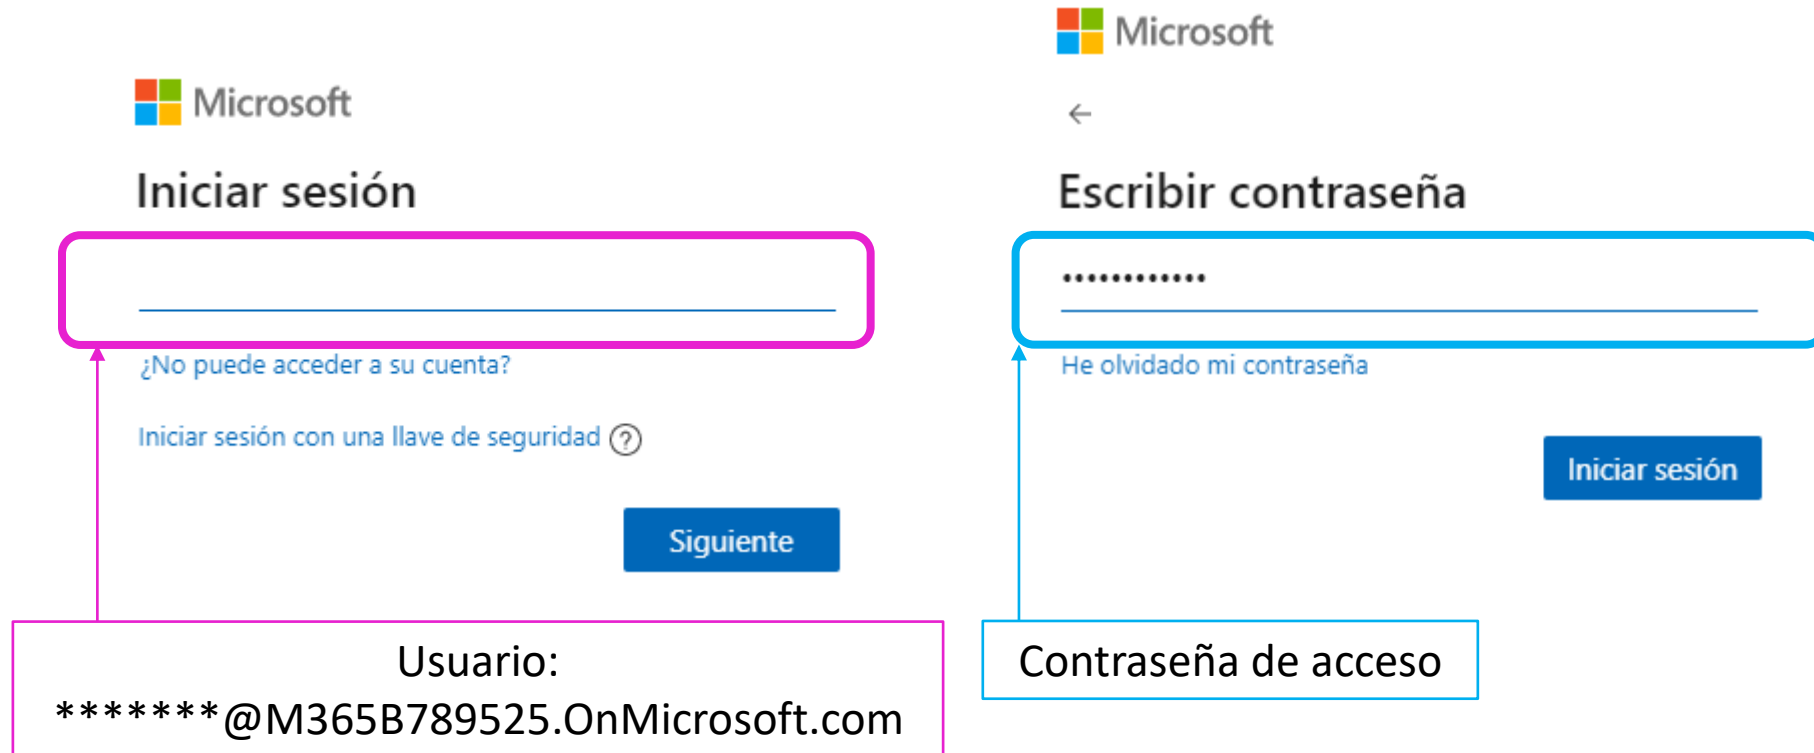 Microsoft
Iniciar sesión
¿No puede acceder a su cuenta?
Iniciar sesión con una llave de seguridad ?
Siguiente
Usuario:
*******@M365B789525.OnMicrosoft.com
Microsoft
←
Escribir contraseña
••••••••••••
He olvidado mi contraseña
Iniciar sesión
Contraseña de acceso